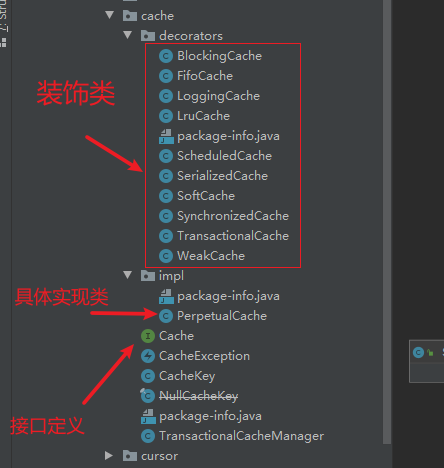 7: Stru
cache
decorators
BlockingCache
FifoCache
LoggingCache
LruCache
package-info.java
ScheduledCache
SerializedCache
SoftCache
SynchronizedCache
TransactionalCache
WeakCache
装饰类
impl
package-info.java
PerpetualCache
具体实现类
Cache
CacheException
CacheKey
NullCacheKey
package-info.java
TransactionalCacheManager
接口定义
cursor